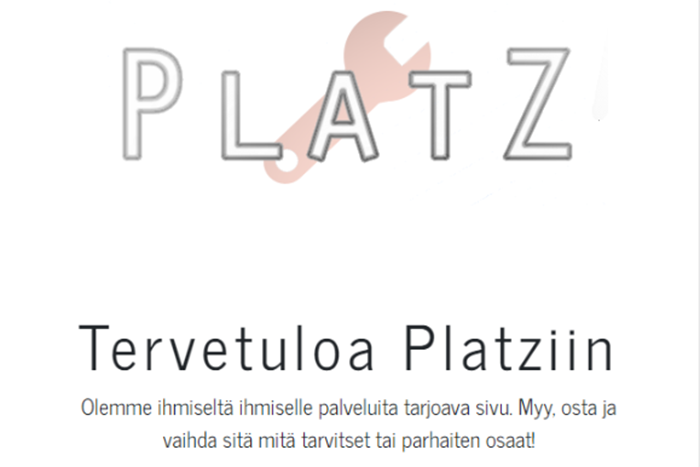 PLATZ
Tervetuloa Platziin
Olemme ihmiseltä ihmiselle palveluita tarjoava sivu. Myy, osta ja
vaihda sitä mitä tarvitset tai parhaiten osaat!